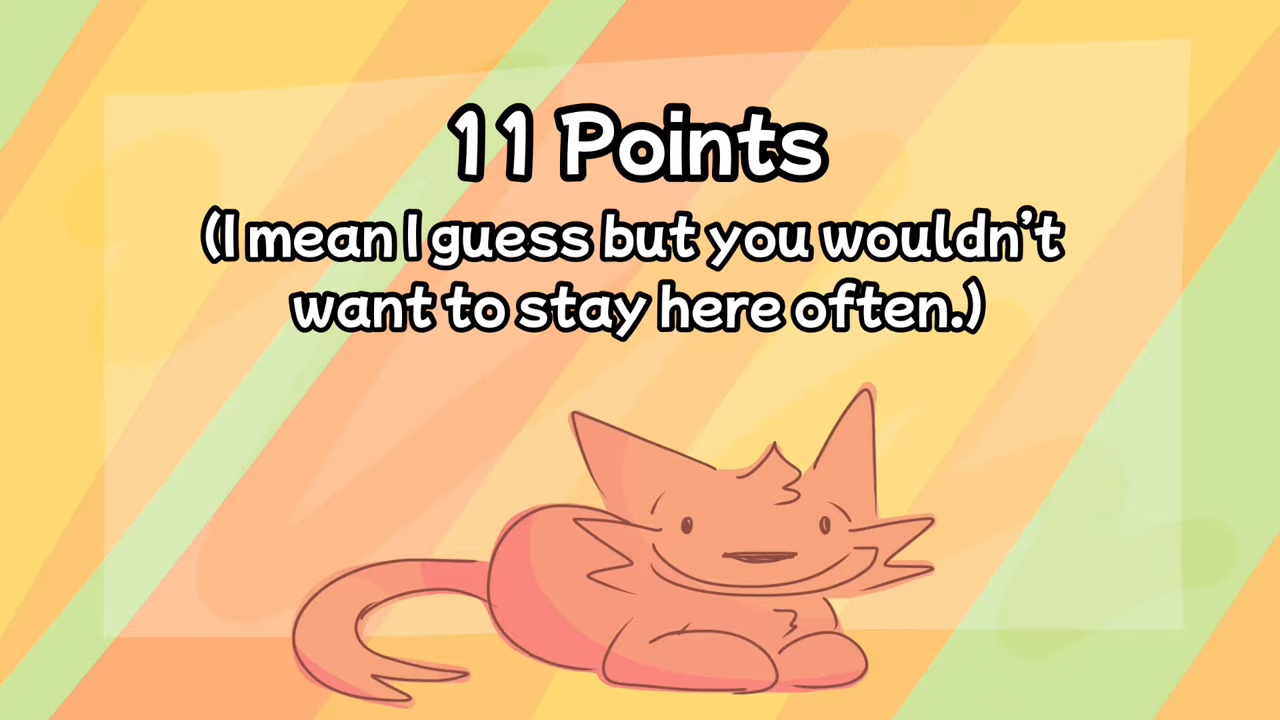 11 Points
(I mean I guess but you wouldn't
want to stay here often.)